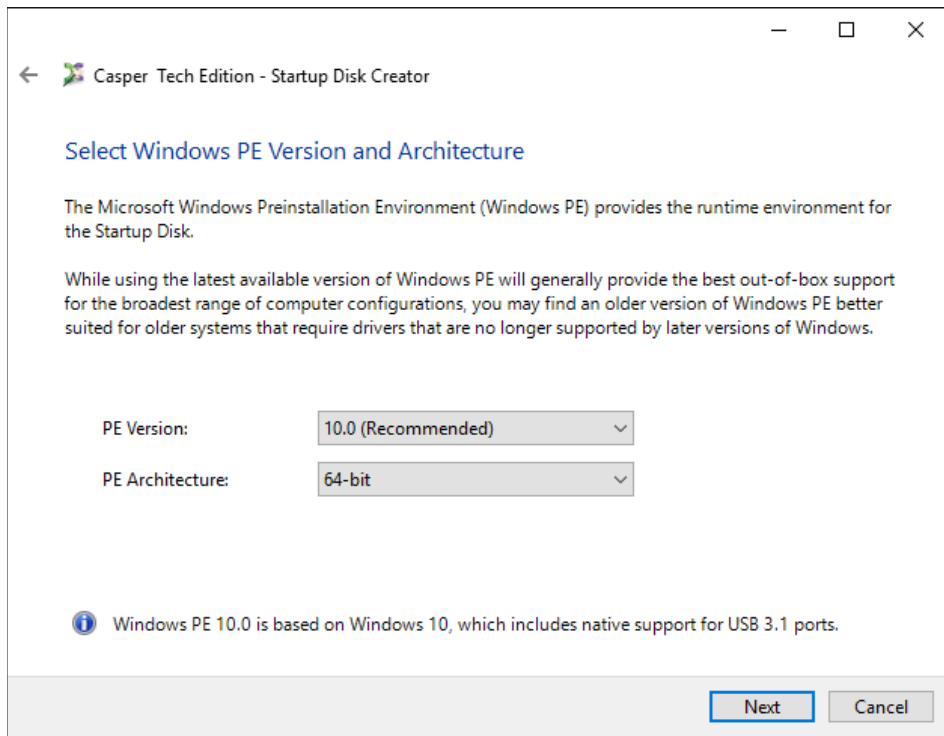 Casper Tech Edition - Startup Disk Creator
Select Windows PE Version and Architecture
The Microsoft Windows Preinstallation Environment (Windows PE) provides the runtime environment for
the Startup Disk.
While using the latest available version of Windows PE will generally provide the best out-of-box support
for the broadest range of computer configurations, you may find an older version of Windows PE better
suited for older systems that require drivers that are no longer supported by later versions of Windows.
PE Version: 10.0 (Recommended)
PE Architecture: 64-bit
Windows PE 10.0 is based on Windows 10, which includes native support for USB 3.1 ports.
Next Cancel